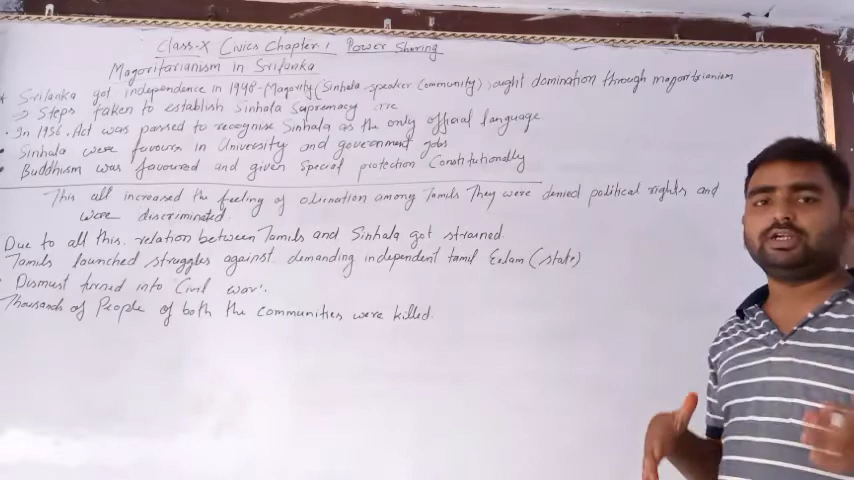 Class-X Civics Chapter 1 Power Sharing
Magoritarianism in Srilanka
Srilanka got independence in 1948 - Magority (Sinhala speaker Community) sought domination through magoritarianism
⇒ Steps taken to establish Sinhala Supremacy are
• In 1956. Act was passed to recognise Sinhala as the only official language
• Sinhala were favours in University and government jobs
• Buddhism was favoured and given Special protection Constitutionally
This all increased the feeling of alienation among Tamils They were denied political rights and
were discriminated.
Due to all this. relation between Tamils and Sinhala got strained.
Tamils launched struggles against demanding independent tamil Eelam (state)
Dismust turned into Civil war.
Thousands of People of both the communities were killed.